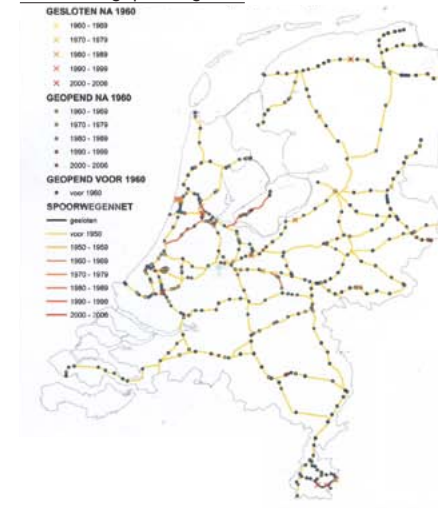 GESLOTEN NA 1960
1960 - 1969
1970 - 1979
1980 - 1989
1990 - 1999
2000 - 2006
GEOPEND NA 1960
1960 - 1969
1970 - 1979
1980 - 1989
1990 - 1999
2000 - 2006
GEOPEND VOOR 1960
voor 1960
SPOORWEGENNET
gesloten
voor 1950
1950 - 1959
1960 - 1969
1970 - 1979
1980 - 1989
1990 - 1999
2000 - 2006